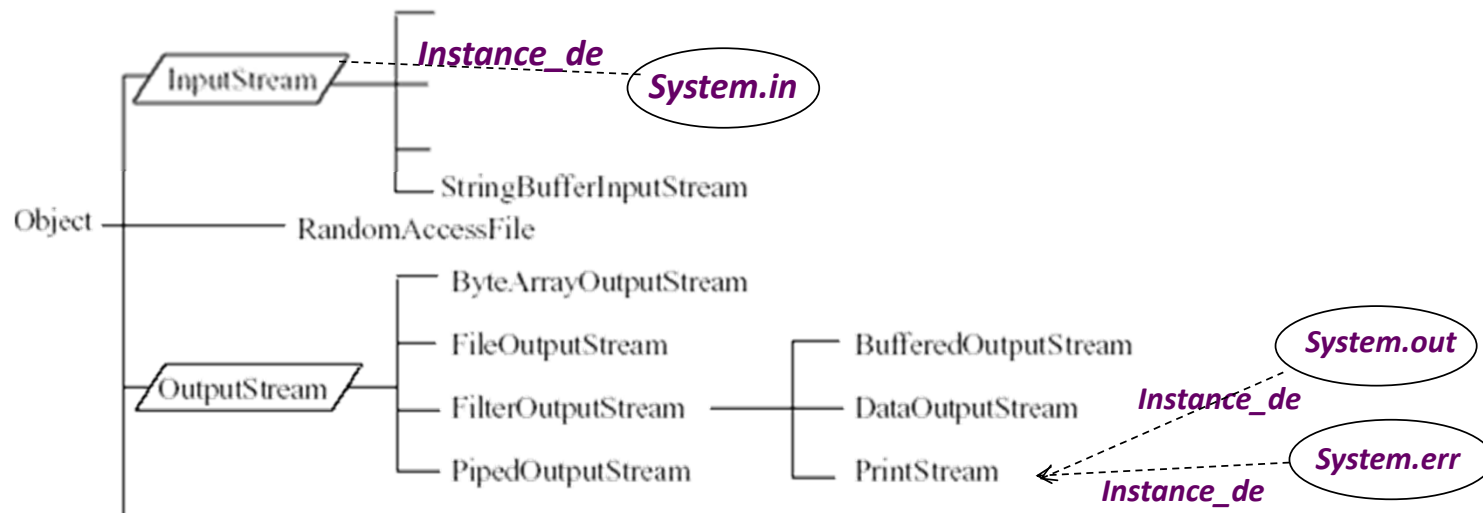 Instance_de
InputStream
System.in
StringBufferInputStream
Object
RandomAccessFile
ByteArrayOutputStream
FileOutputStream
BufferedOutputStream
System.out
OutputStream
FilterOutputStream
DataOutputStream
Instance_de
PipedOutputStream
PrintStream
System.err
Instance_de